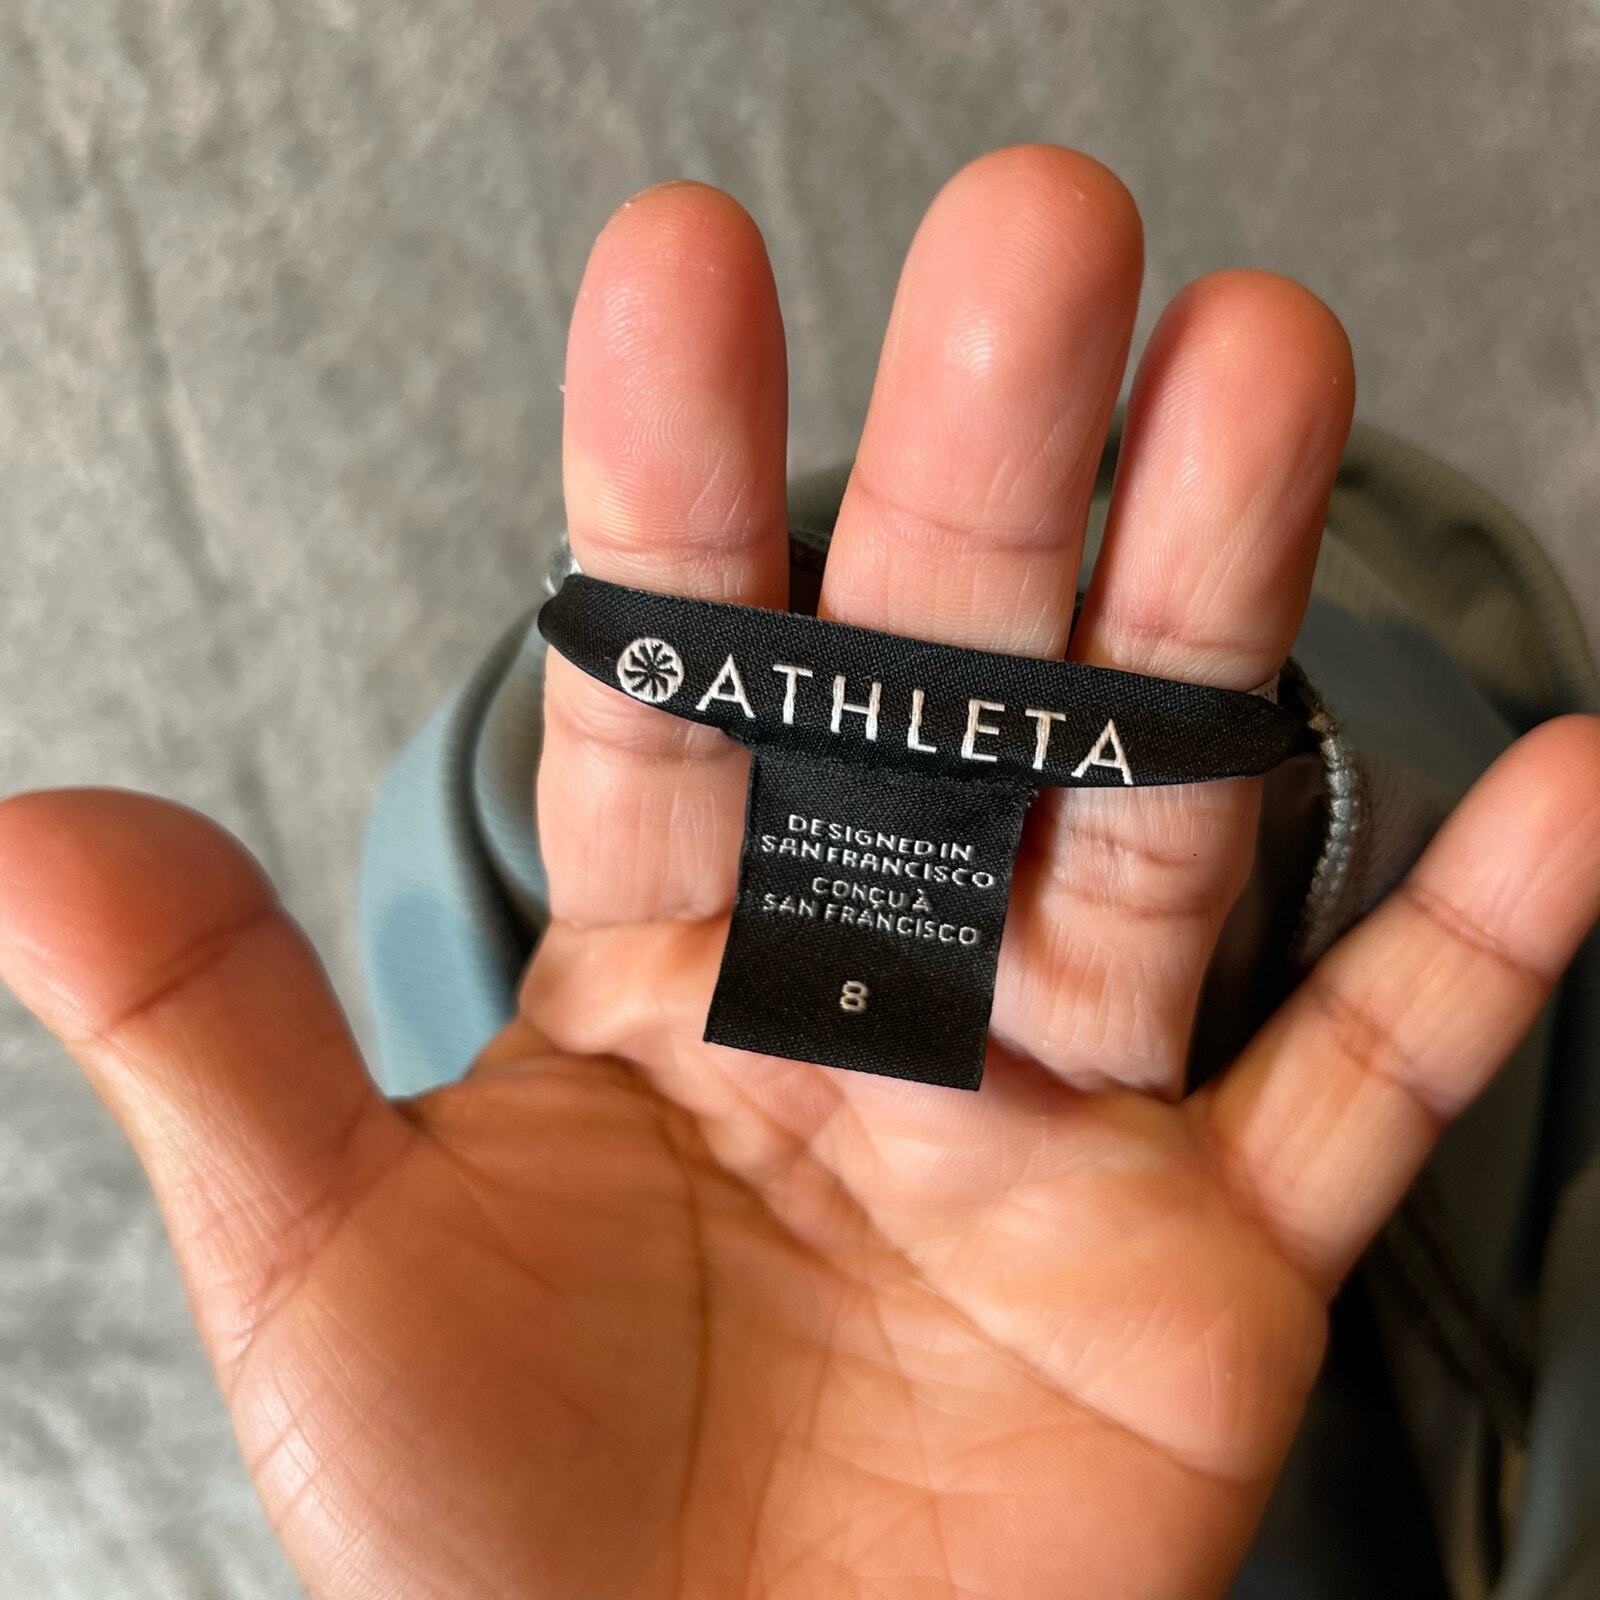 ATHLETA
DESIGNED IN
SAN FRANCISCO
CONÇU À
SAN FRANCISCO
8